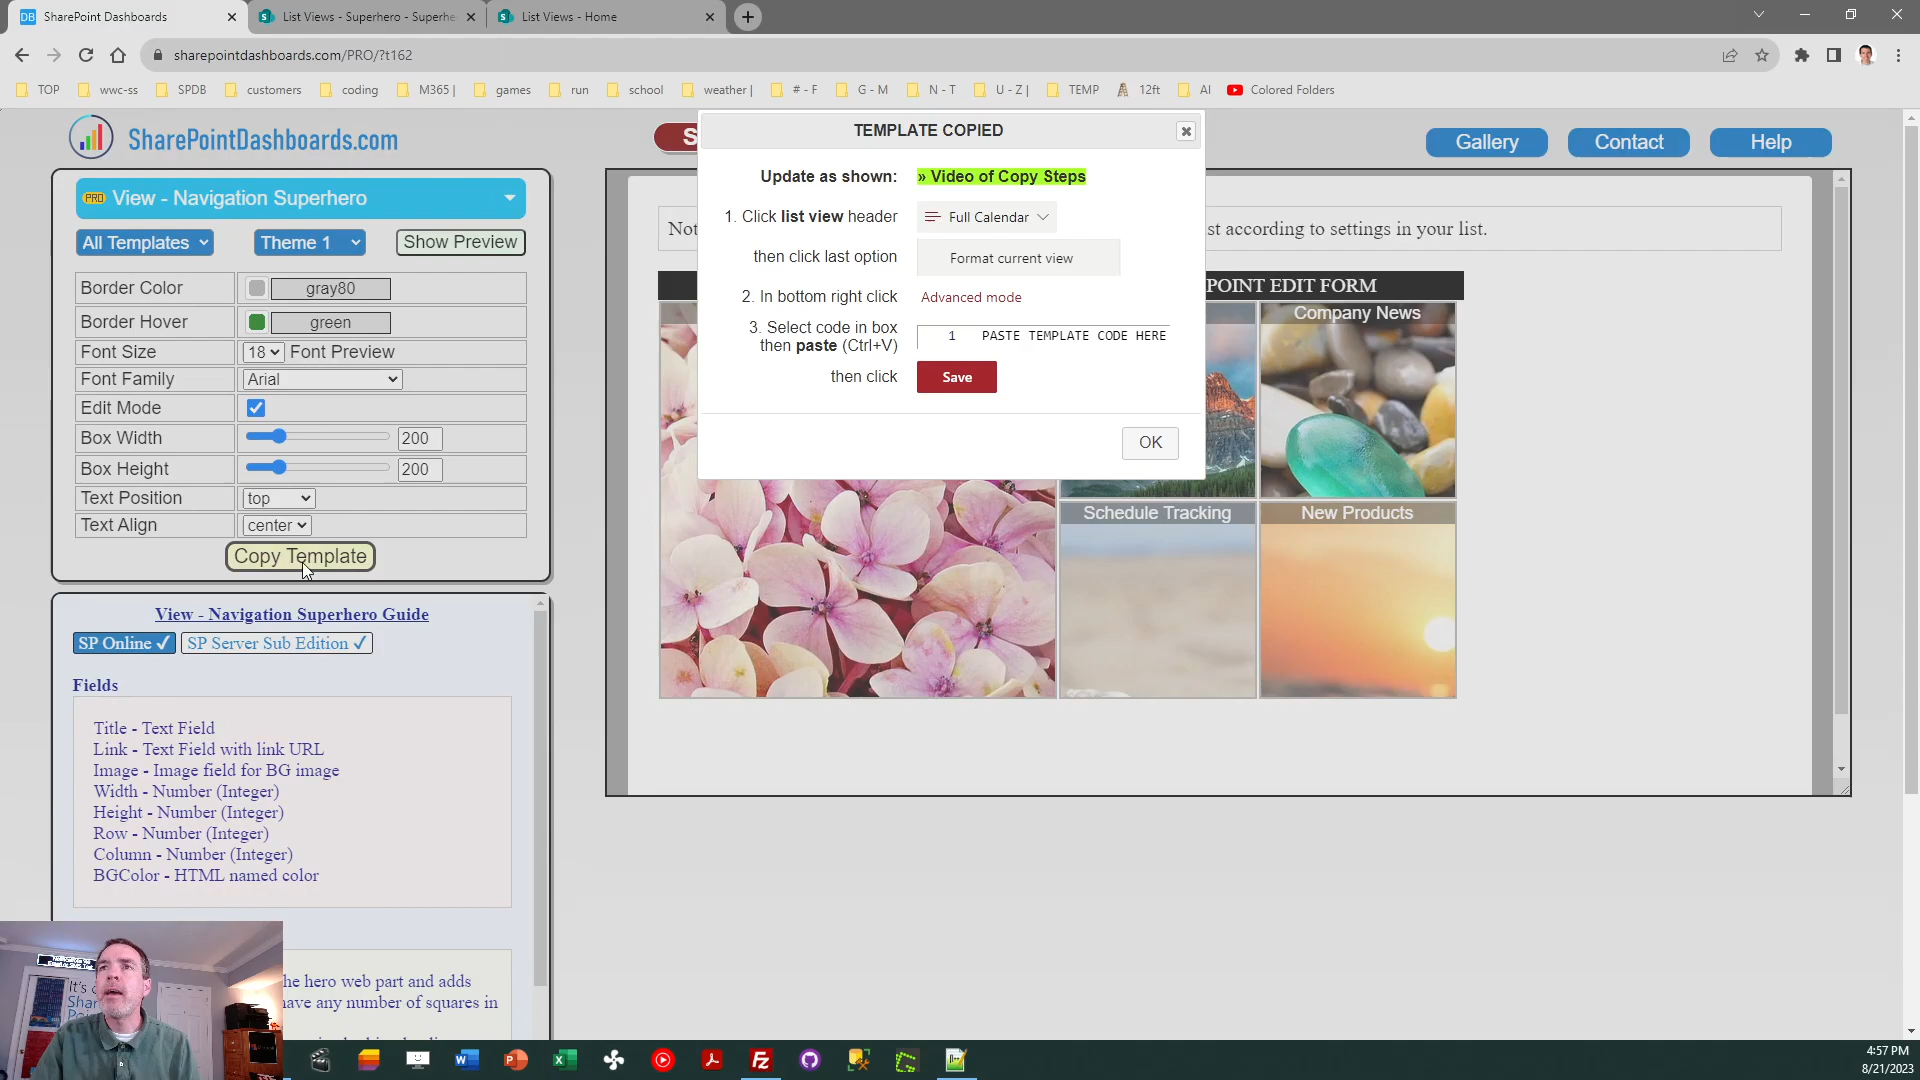 SharePoint Dashboards
List Views - Superhero - Superhe
List Views - Home
sharepointdashboards.com/PRO/?t162
TOP
wwc-ss
SPDB
customers
coding
M365 |
games
run
school
weather |
# - F
G - M
N - T
U - Z |
TEMP
12ft
AI
Colored Forders
SharePointDashboards.com
S
Gallery
Contact
Help
PRO View - Navigation Superhero
All Templates
Theme 1
Show Preview
Border Color
gray80
Border Hover
green
Font Size
18
Font Preview
Font Family
Arial
Edit Mode
Box Width
200
Box Height
200
Text Position
top
Text Align
center
Copy Template
View - Navigation Superhero Guide
SP Online ✓
SP Server Sub Edition ✓
Fields
Title - Text Field
Link - Text Field with link URL
Image - Image field for BG image
Width - Number (Integer)
Height - Number (Integer)
Row - Number (Integer)
Column - Number (Integer)
BGColor - HTML named color
he hero web part and adds
have any number of squares in
TEMPLATE COPIED
Update as shown:
» Video of Copy Steps
1. Click list view header
Full Calendar
then click last option
Format current view
2. In bottom right click
Advanced mode
3. Select code in box
then paste (Ctrl+V)
1 PASTE TEMPLATE CODE HERE
then click
Save
OK
Not
st according to settings in your list.
POINT EDIT FORM
Company News
Schedule Tracking
New Products
It's
Shar
4:57 PM
8/21/2023